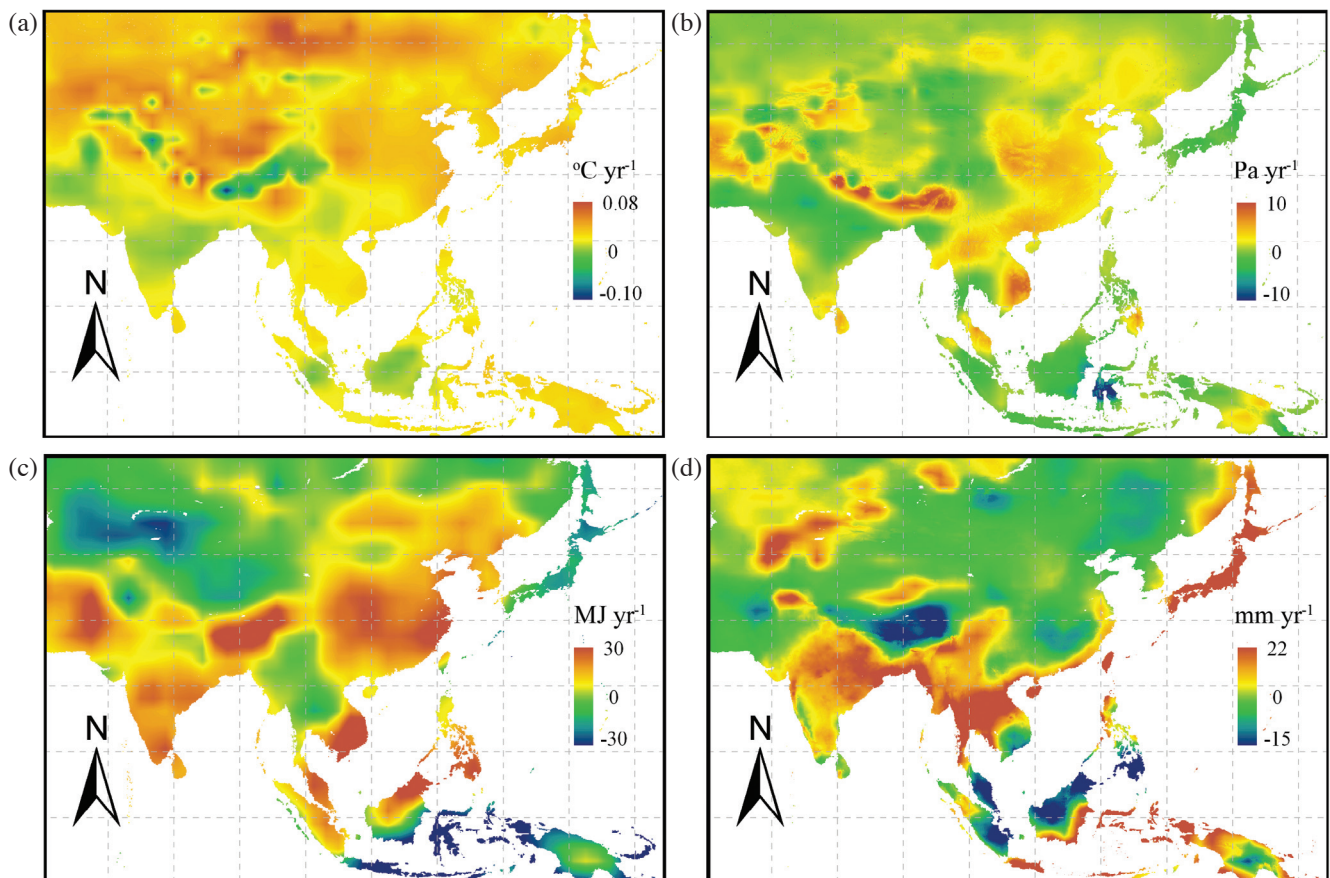 (a)
°C yr⁻¹
0.08
0
-0.10
N
(b)
Pa yr⁻¹
10
0
-10
N
(c)
MJ yr⁻¹
30
0
-30
N
(d)
mm yr⁻¹
22
0
-15
N